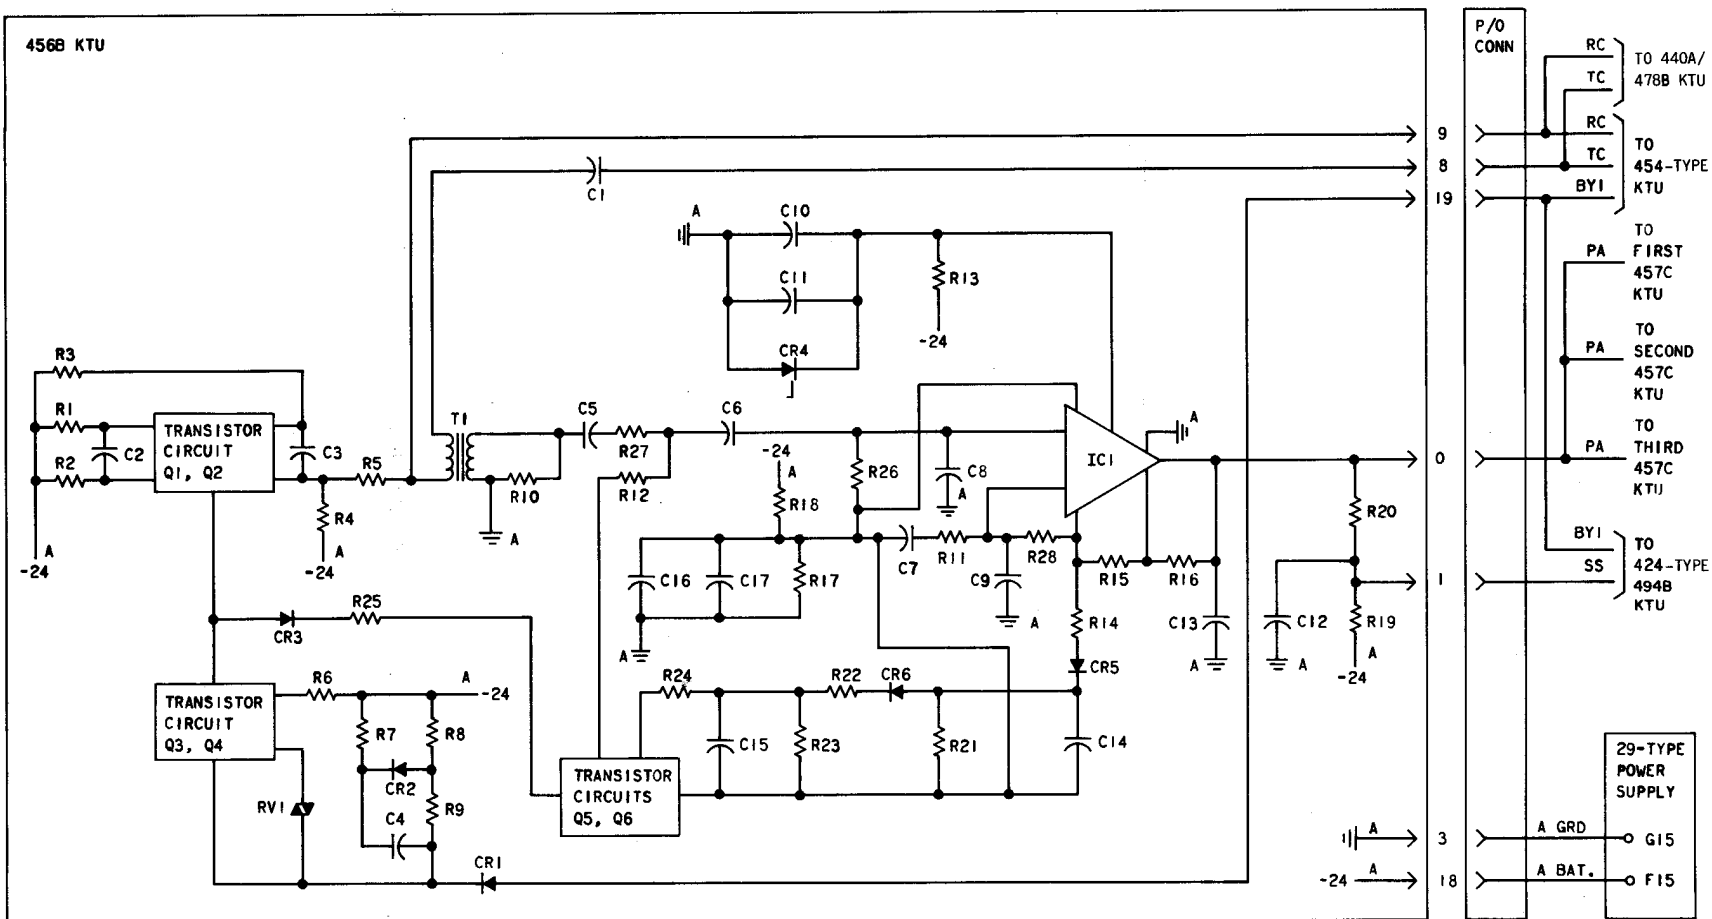 456B KTU
P/O
CONN
RC
TC
TO 440A/
478B KTU
9
RC
8
TC
19
BY1
TO
454-TYPE
KTU
C1
A
C10
C11
CR4
R13
-24
PA
TO
FIRST
457C
KTU
PA
TO
SECOND
457C
KTU
0
PA
TO
THIRD
457C
KTU
R3
R1
R2
C2
TRANSISTOR
CIRCUIT
Q1, Q2
C3
R5
R4
A
-24
A
-24
T1
R10
A
C5
R27
R12
C6
-24
A
R18
R26
C8
A
IC1
A
C16
C17
R17
A
C7
R11
R28
C9
A
R15
R16
R14
CR5
C13
A
R20
C12
A
R19
A
-24
1
BY1
SS
TO
424-TYPE
494B
KTU
CR3
R25
TRANSISTOR
CIRCUIT
Q3, Q4
R6
A
-24
R7
R8
CR2
R9
RV1
C4
CR1
R24
R22
CR6
C15
R23
R21
C14
TRANSISTOR
CIRCUITS
Q5, Q6
29-TYPE
POWER
SUPPLY
A
3
A GRD
G15
-24
A
18
A BAT.
F15